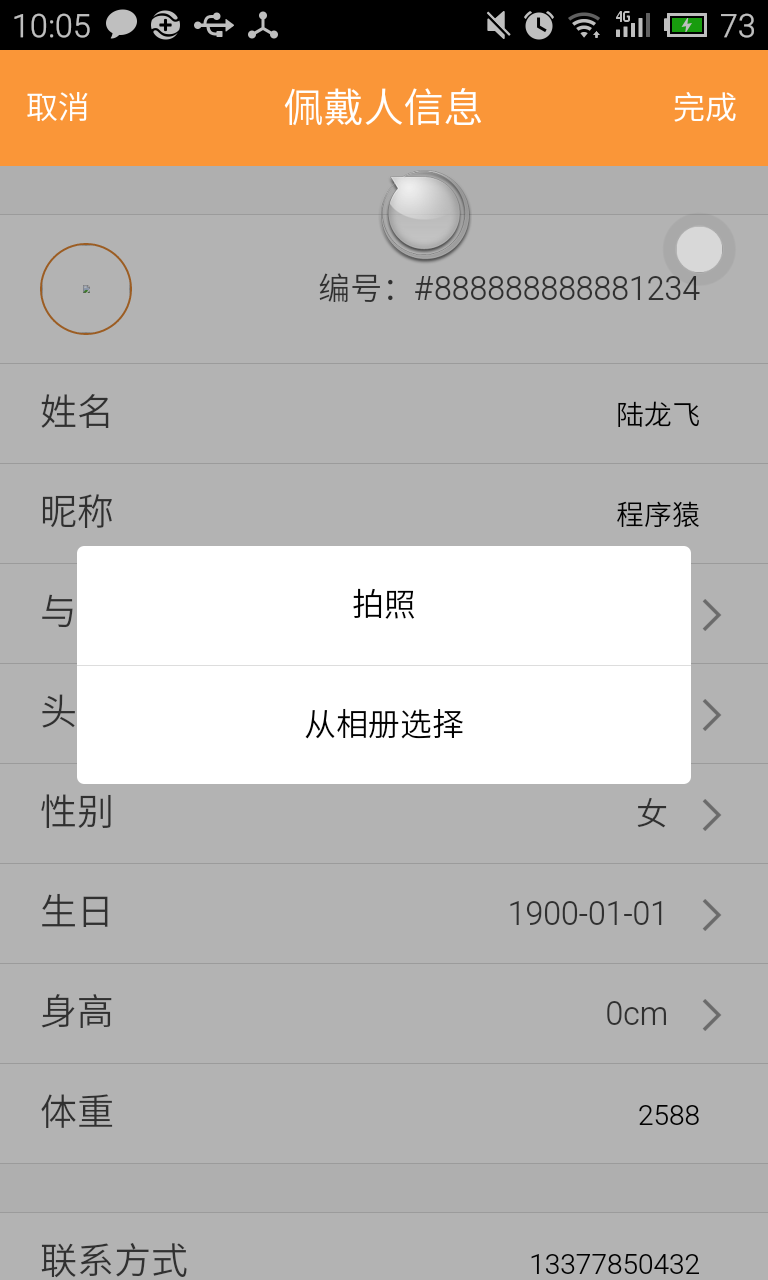 10:05 4G 73
取消 佩戴人信息 完成
编号：#888888888881234
姓名 陆龙飞
昵称 程序猿
与
拍照
头
从相册选择
性别 女
生日 1900-01-01
身高 0cm
体重 2588
联系方式 13377850432